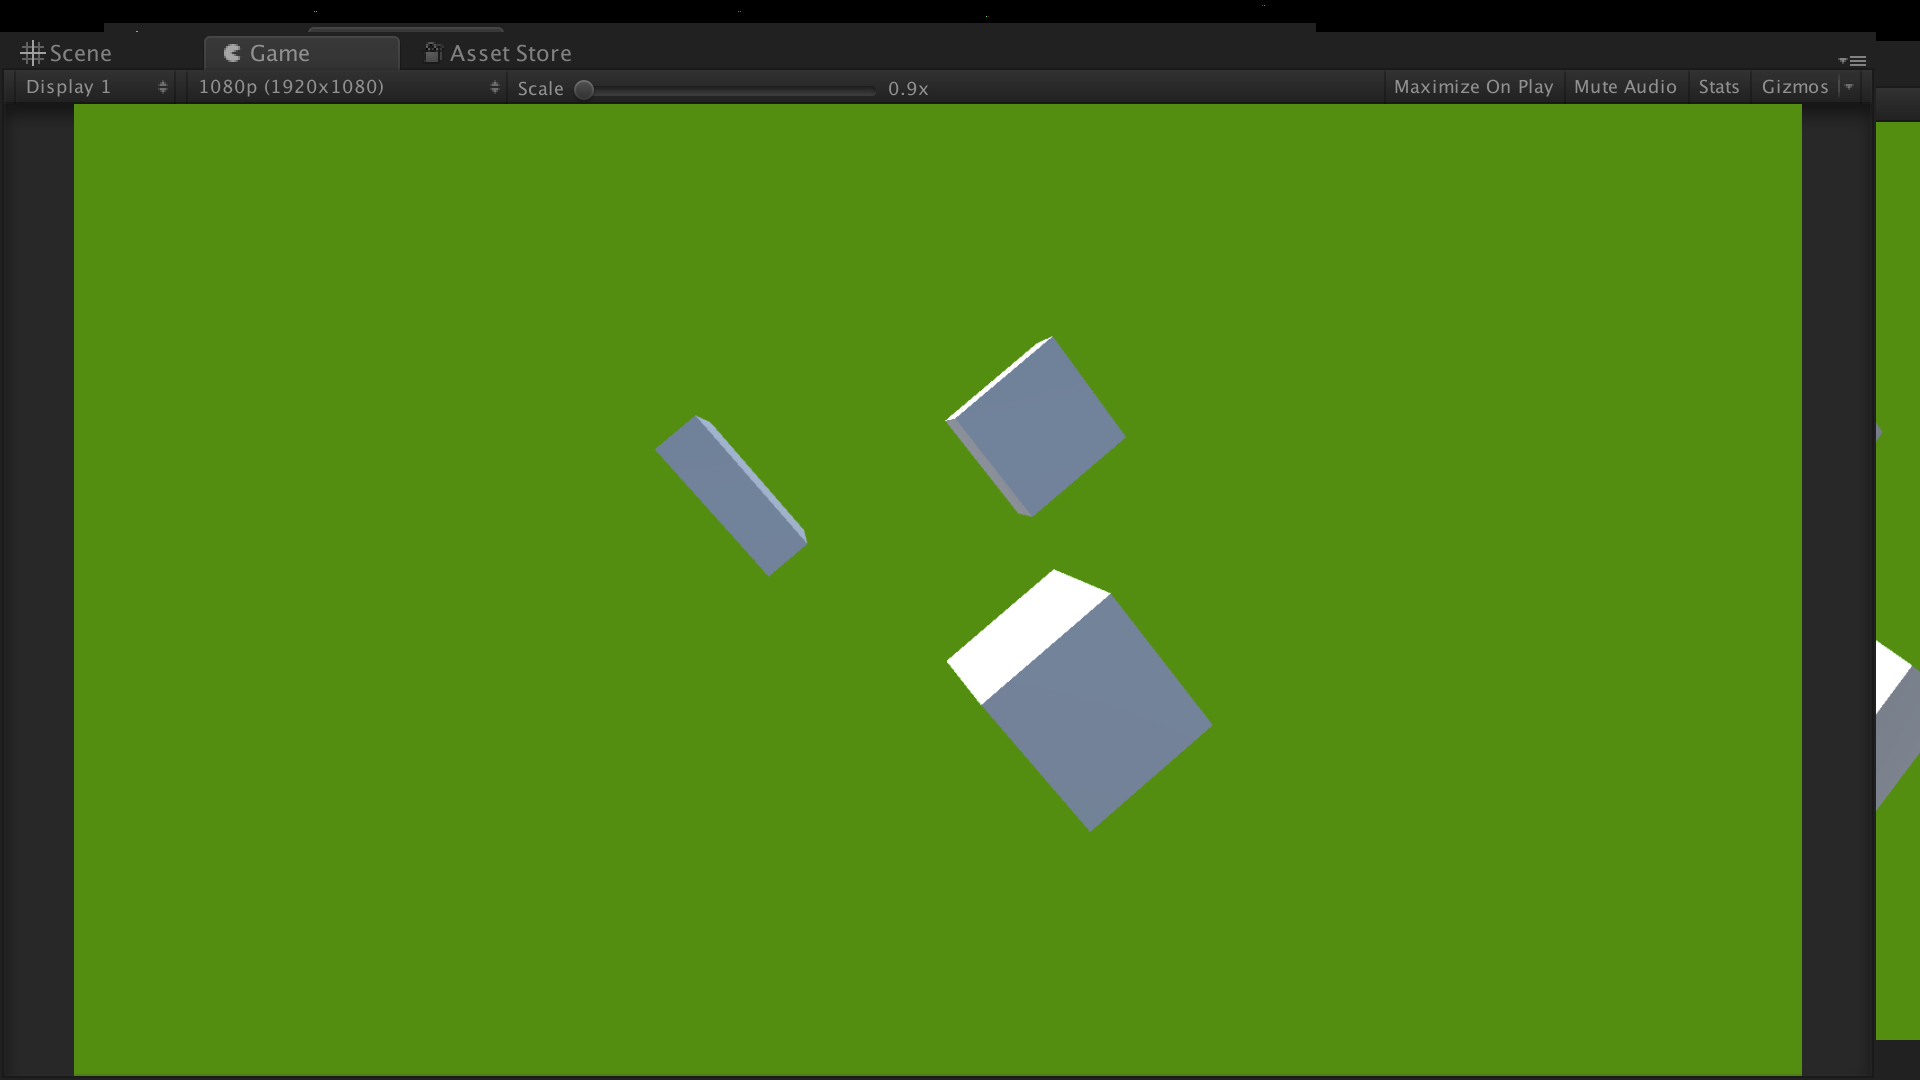 Scene Game Asset Store
Display 1 1080p (1920x1080) Scale 0.9x Maximize On Play Mute Audio Stats Gizmos